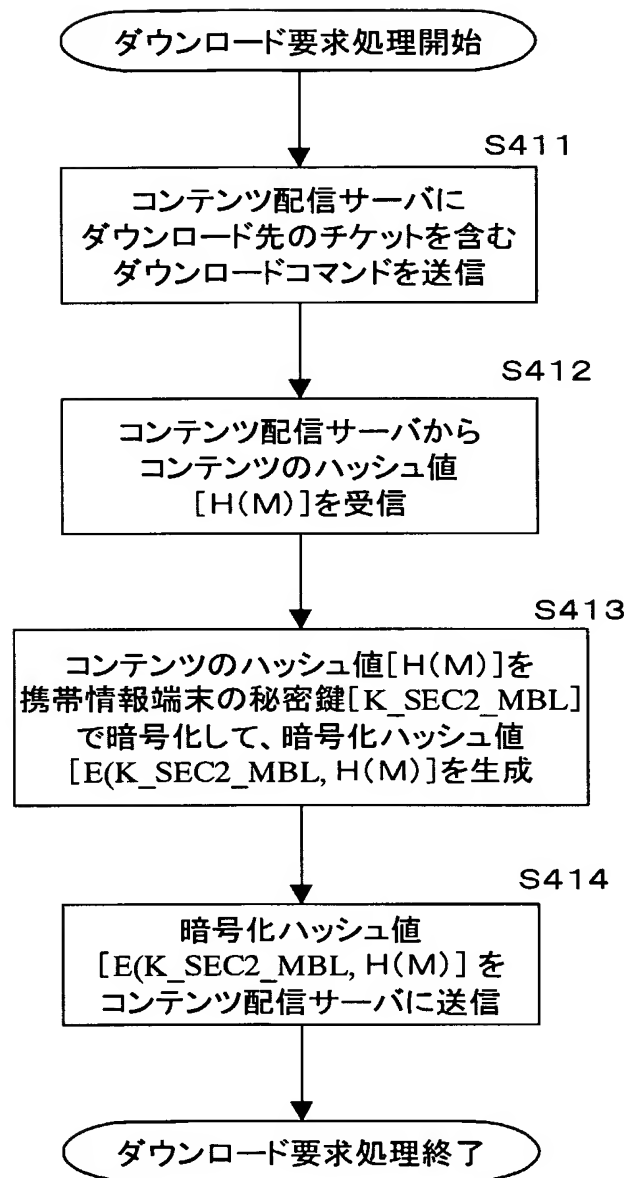 ダウンロード要求処理開始
S411
コンテンツ配信サーバに
ダウンロード先のチケットを含む
ダウンロードコマンドを送信
S412
コンテンツ配信サーバから
コンテンツのハッシュ値
[H(M)]を受信
S413
コンテンツのハッシュ値[H(M)]を
携帯情報端末の秘密鍵[K_SEC2_MBL]
で暗号化して、暗号化ハッシュ値
[E(K_SEC2_MBL, H(M)]を生成
S414
暗号化ハッシュ値
[E(K_SEC2_MBL, H(M)] を
コンテンツ配信サーバに送信
ダウンロード要求処理終了